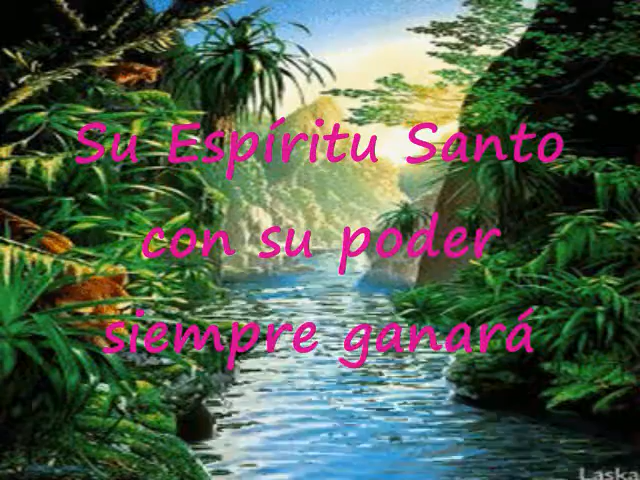 Su Espíritu Santo
con su poder
siempre ganará
Laska